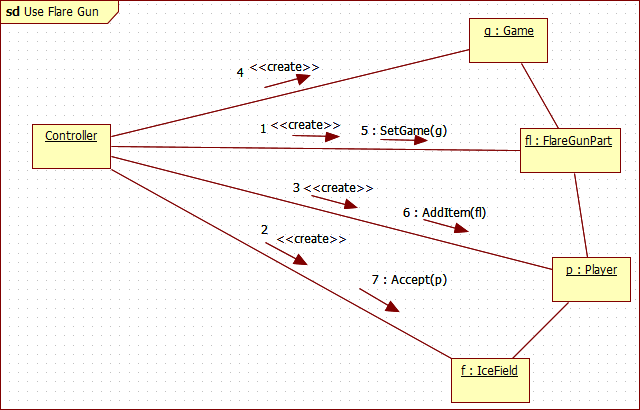 sd Use Flare Gun
g : Game
4 <<create>>
Controller
1 <<create>>
5 : SetGame(g)
fl : FlareGunPart
3 <<create>>
6 : AddItem(fl)
2 <<create>>
p : Player
7 : Accept(p)
f : IceField